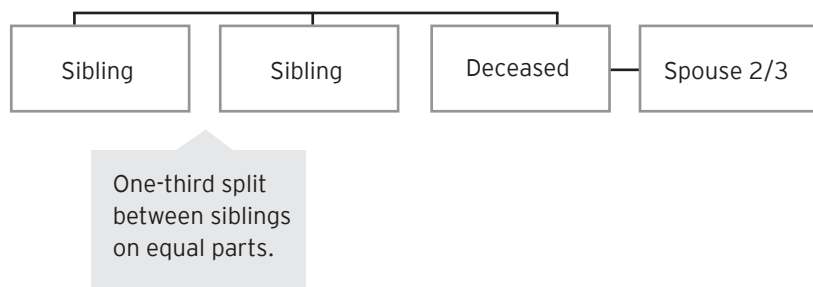 Sibling
Sibling
Deceased
Spouse 2/3
One-third split
between siblings
on equal parts.